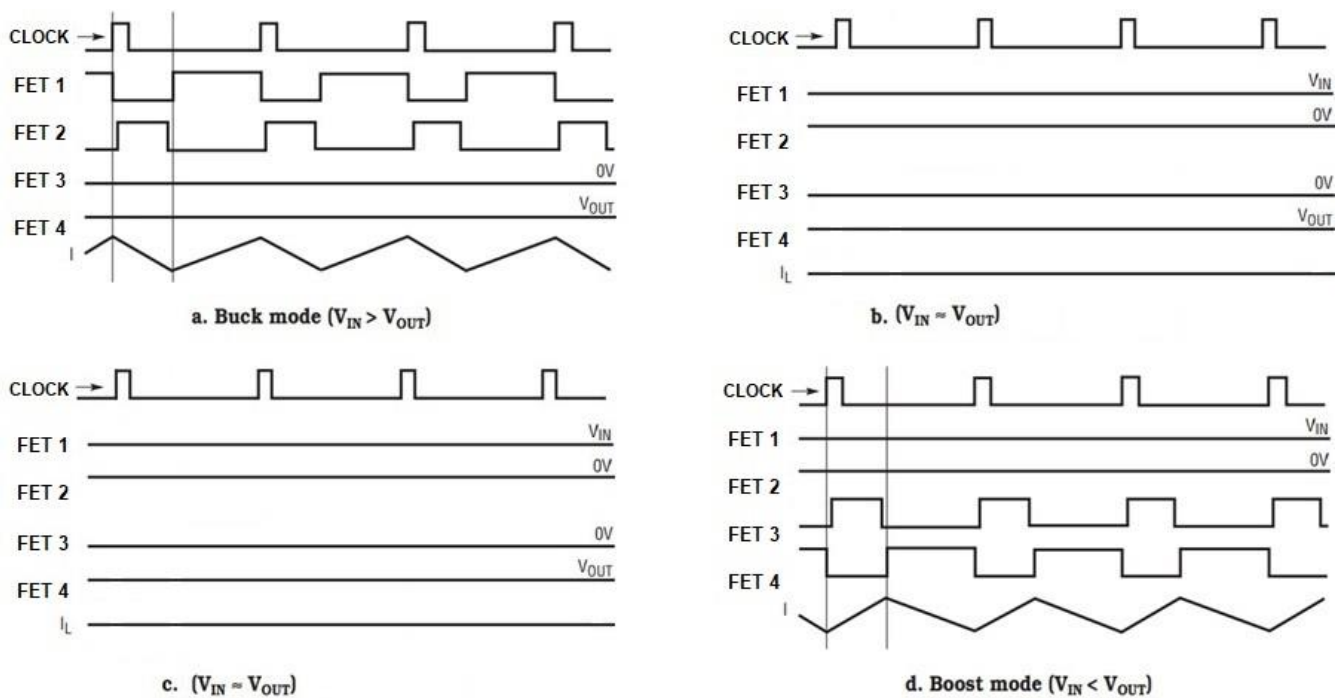 CLOCK →
FET 1
FET 2
FET 3
0V
FET 4
VOUT
I
a. Buck mode (VIN > VOUT)
CLOCK →
FET 1
VIN
FET 2
0V
FET 3
0V
FET 4
VOUT
IL
b. (VIN ≈ VOUT)
CLOCK →
FET 1
VIN
FET 2
0V
FET 3
0V
FET 4
VOUT
IL
c. (VIN ≈ VOUT)
CLOCK →
FET 1
VIN
FET 2
0V
FET 3
FET 4
I
d. Boost mode (VIN < VOUT)